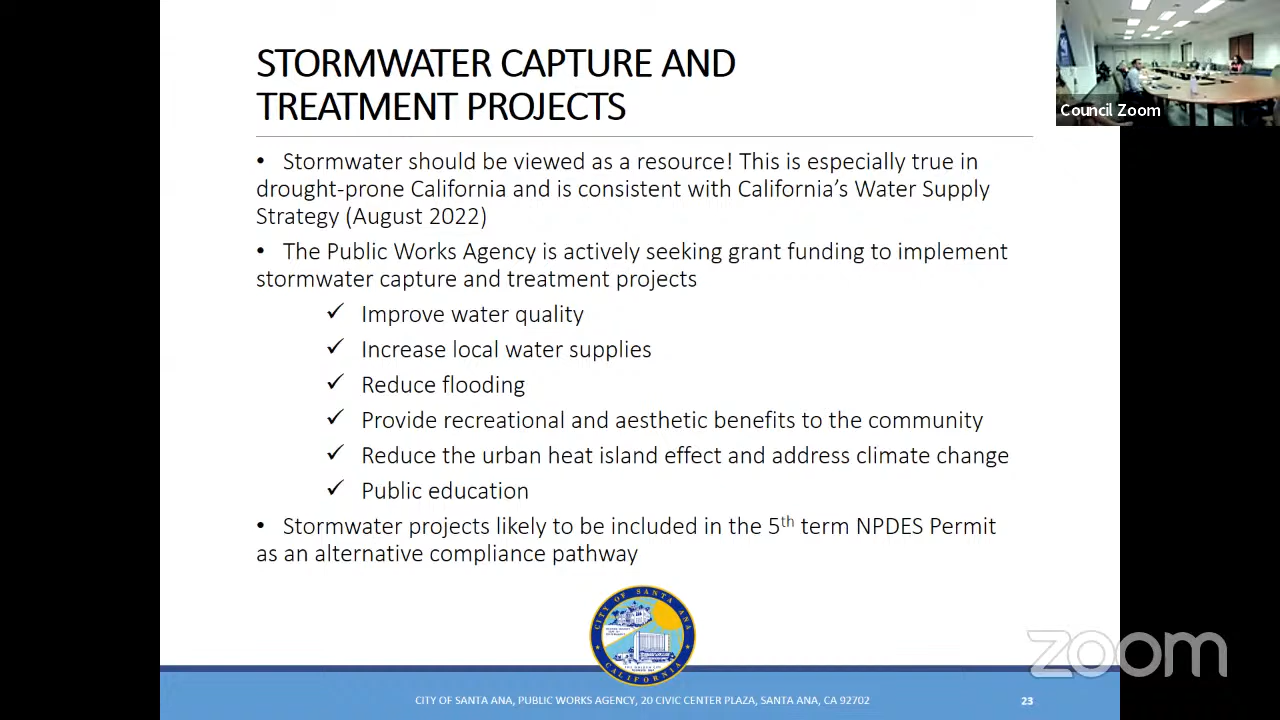 STORMWATER CAPTURE AND
TREATMENT PROJECTS
Council Zoom
• Stormwater should be viewed as a resource! This is especially true in
drought-prone California and is consistent with California's Water Supply
Strategy (August 2022)
• The Public Works Agency is actively seeking grant funding to implement
stormwater capture and treatment projects
✓ Improve water quality
✓ Increase local water supplies
✓ Reduce flooding
✓ Provide recreational and aesthetic benefits to the community
✓ Reduce the urban heat island effect and address climate change
✓ Public education
• Stormwater projects likely to be included in the 5th term NPDES Permit
as an alternative compliance pathway
CITY OF SANTA ANA
CALIFORNIA
zoom
CITY OF SANTA ANA, PUBLIC WORKS AGENCY, 20 CIVIC CENTER PLAZA, SANTA ANA, CA 92702
23